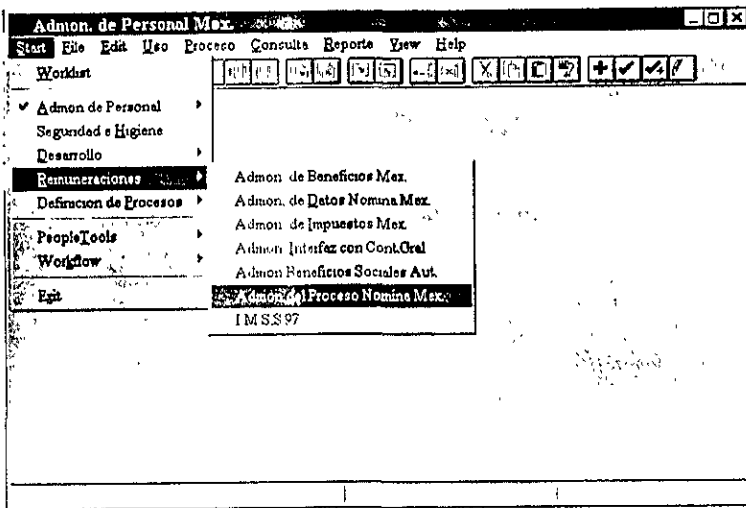 Admon. de Personal Mex.
Start File Edit Uso Proceso Consulta Reporte View Help
Worklist
Admon de Personal
Seguridad e Higiene
Desarrollo
Remuneraciones
Definicion de Procesos
PeopleTools
Workflow
Exit
Admon. de Beneficios Mex.
Admon. de Datos Nomina Mex.
Admon. de Impuestos Mex
Admon Interfaz con Cont.Gral
Admon Beneficios Sociales Aut.
Admon del Proceso Nomina Mex.
I M S.S 97